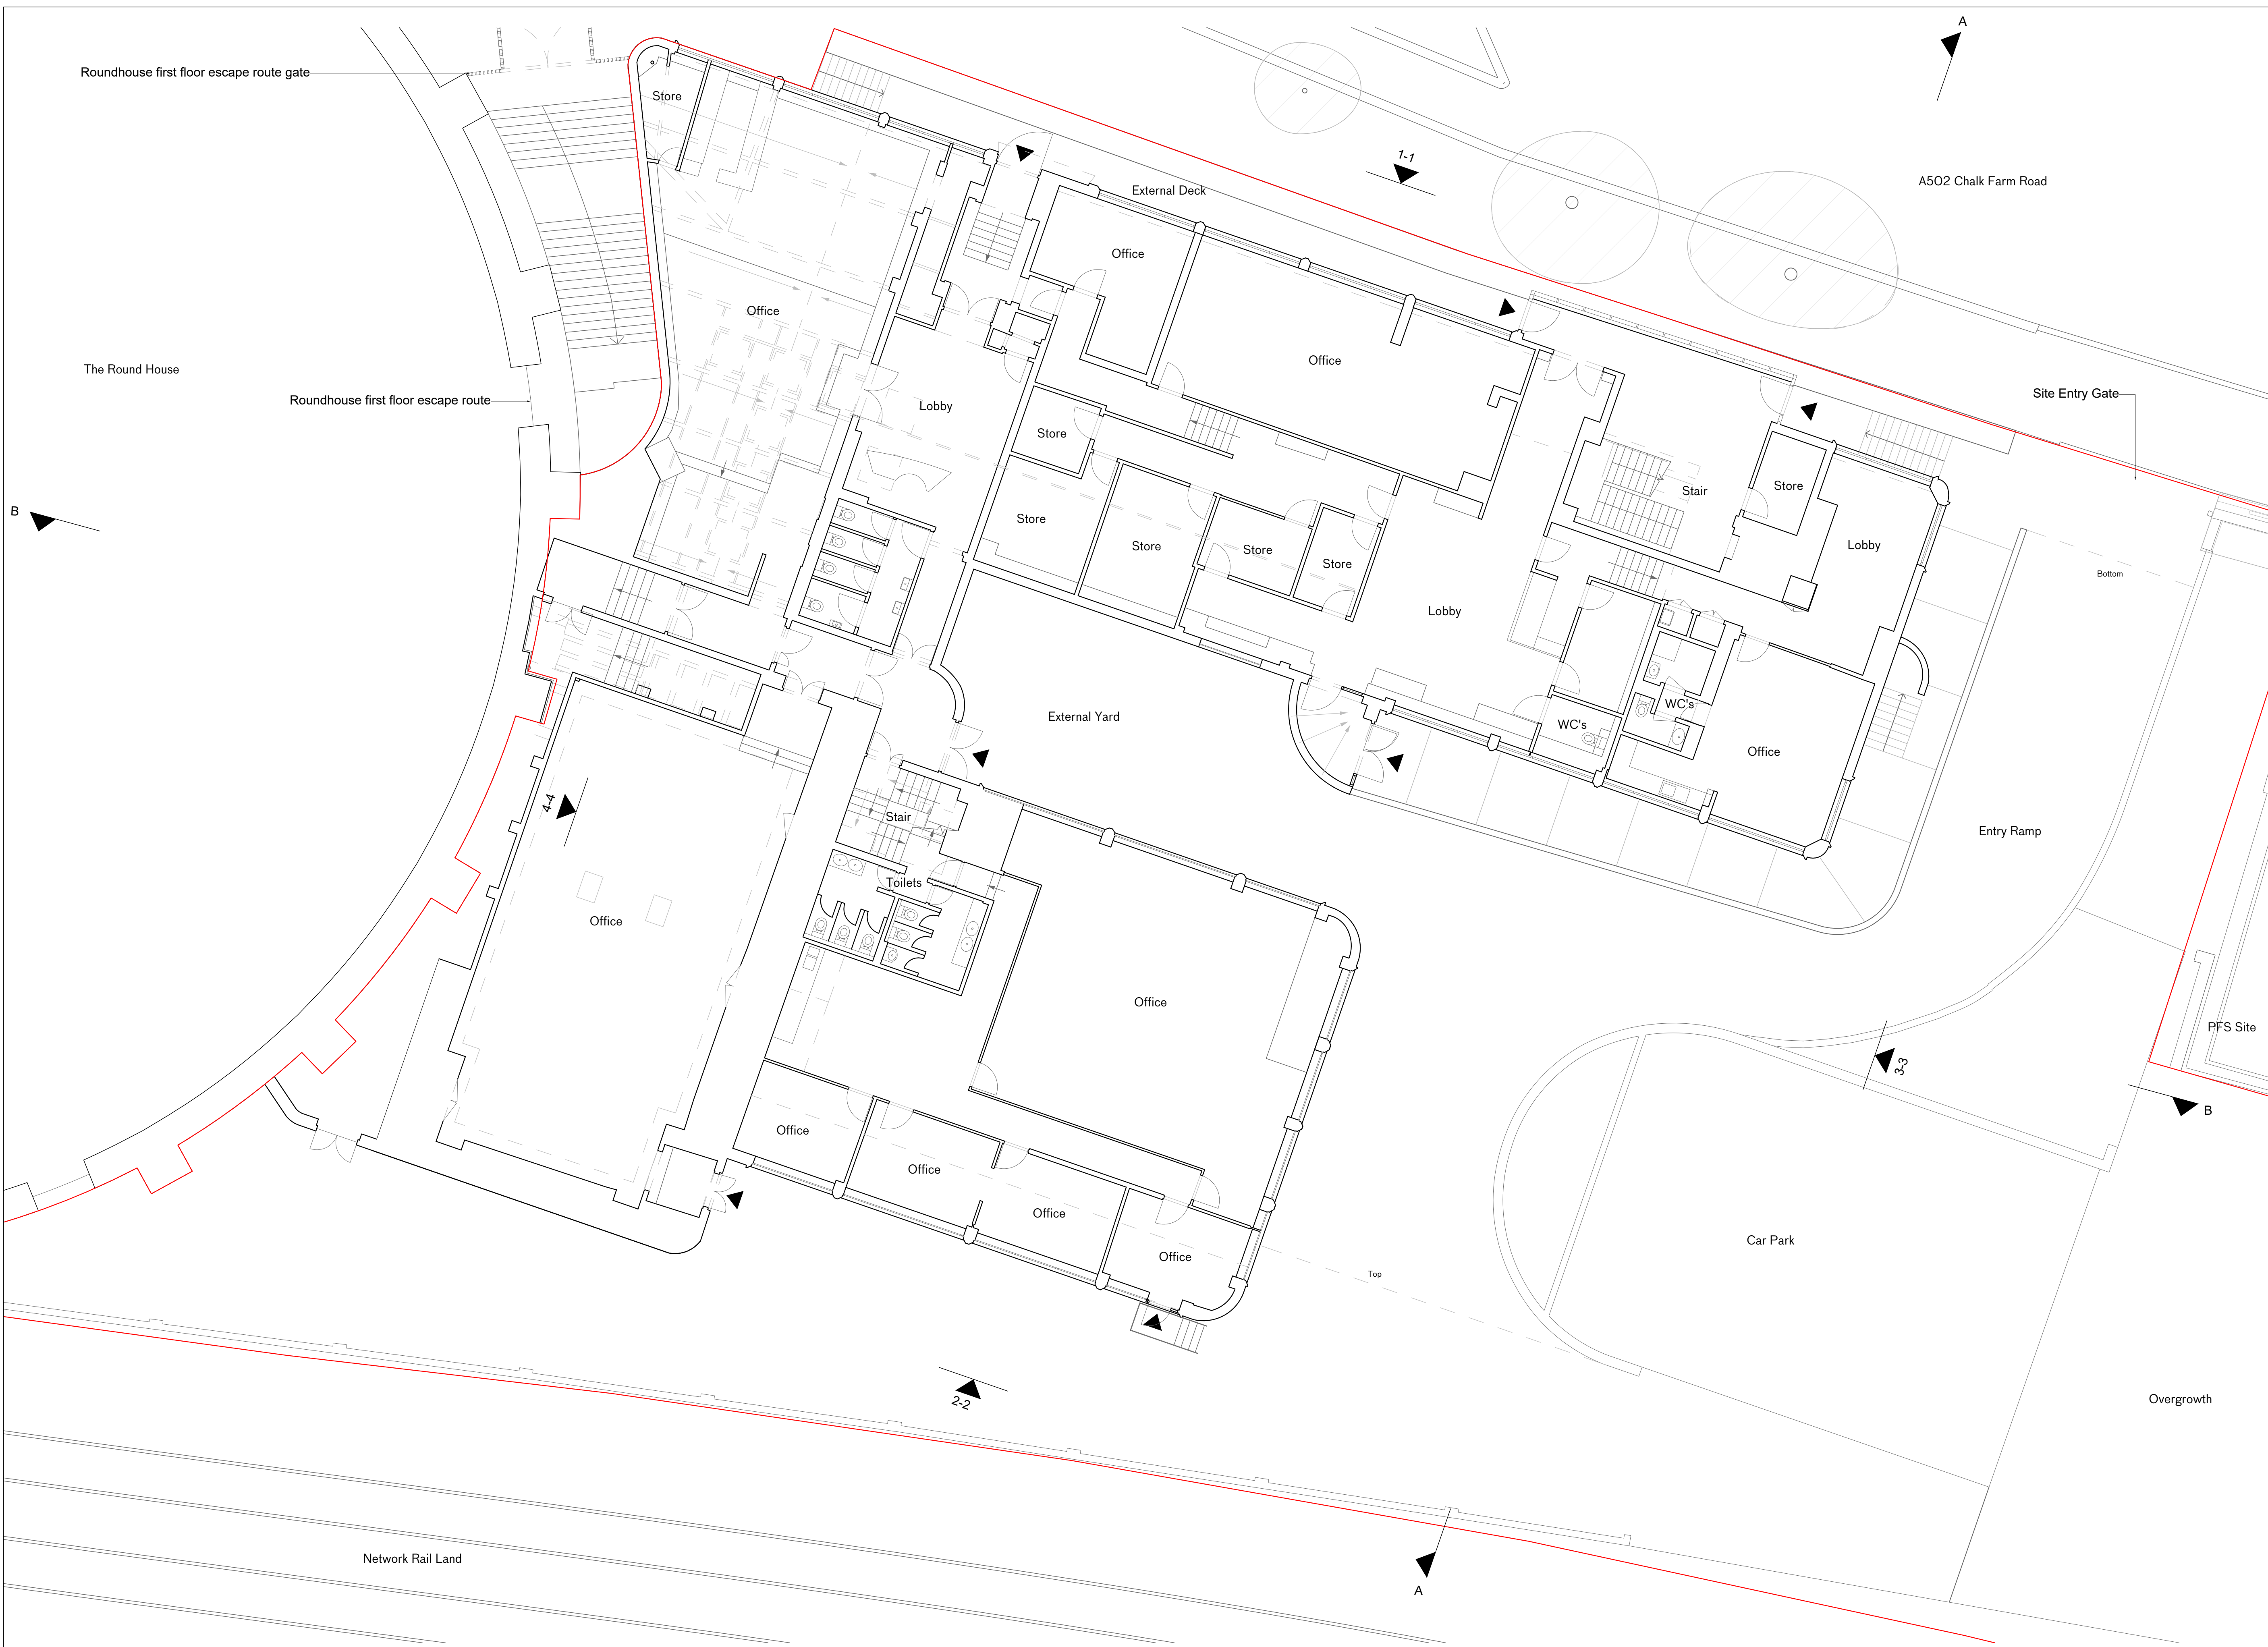 A
Roundhouse first floor escape route gate
Store
1-1
A502 Chalk Farm Road
External Deck
Office
Office
Office
The Round House
Roundhouse first floor escape route
Site Entry Gate
Lobby
Store
Stair
Store
B
Store
Store
Store
Store
Lobby
Bottom
Lobby
WC's
External Yard
WC's
Office
4-4
Stair
Entry Ramp
Toilets
Office
Office
PFS Site
3-3
B
Office
Office
Office
Office
Car Park
Top
2-2
Overgrowth
Network Rail Land
A